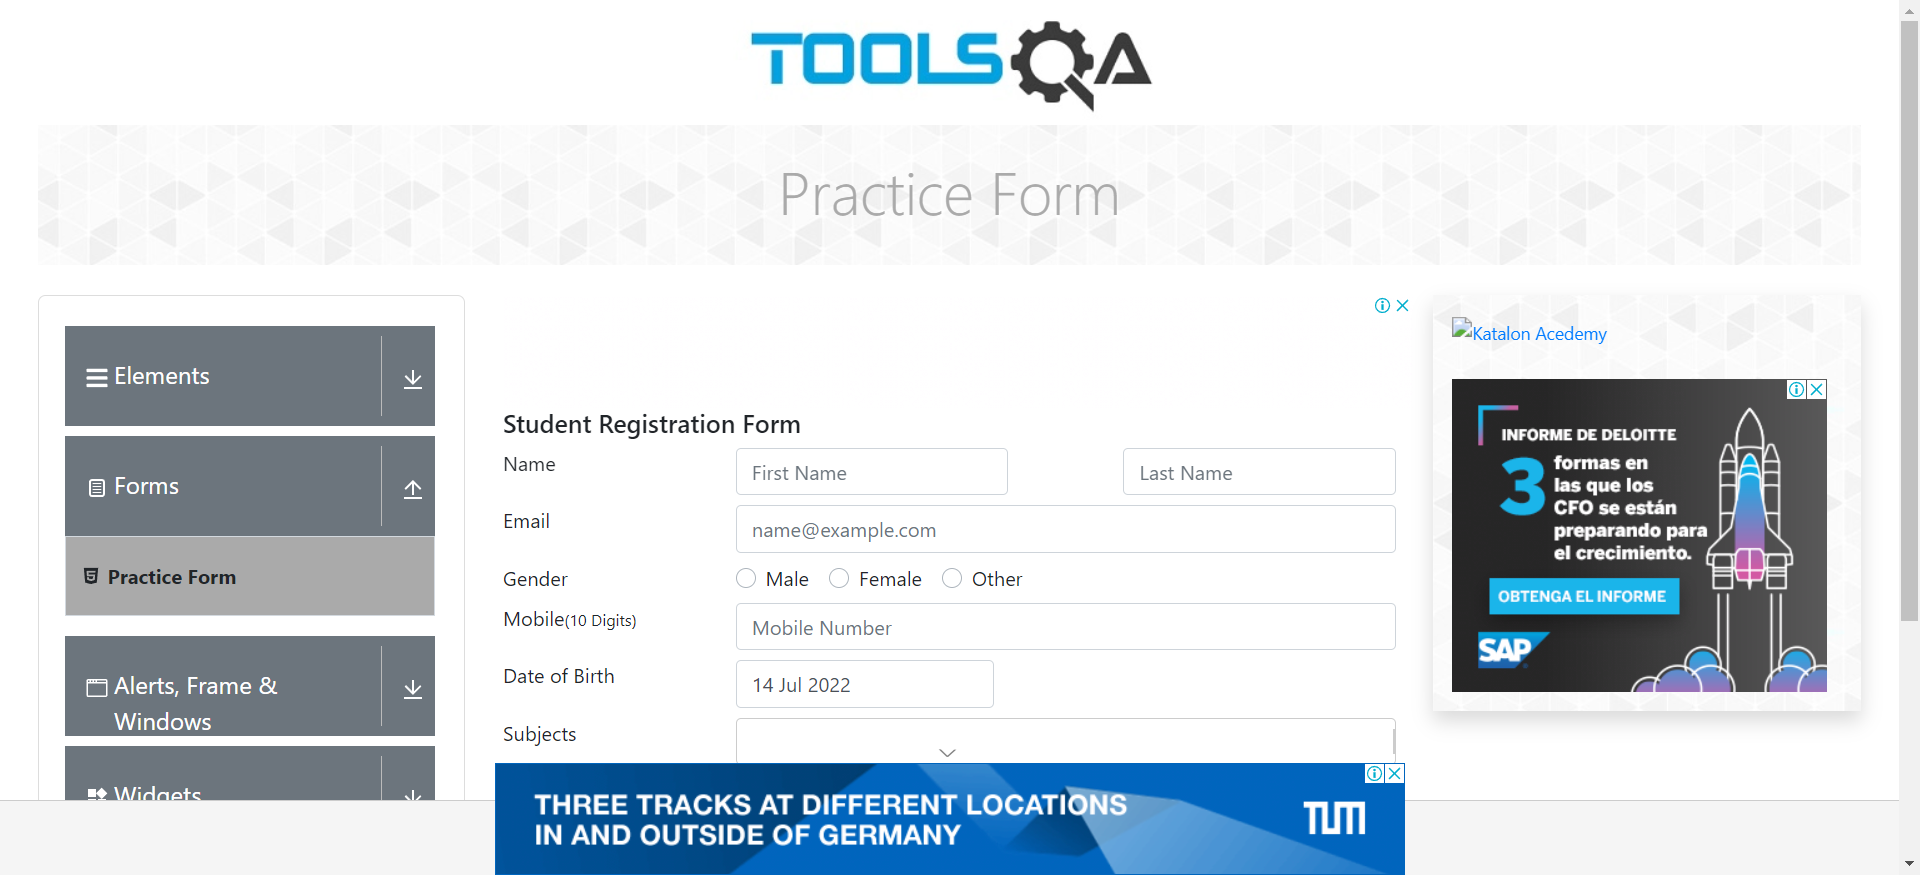 TOOLSQA
Practice Form
Elements
Forms
Practice Form
Alerts, Frame &
Windows
Widgets
Student Registration Form
Name
First Name
Last Name
Email
name@example.com
Gender
Male
Female
Other
Mobile(10 Digits)
Mobile Number
Date of Birth
14 Jul 2022
Subjects
Katalon Acedemy
INFORME DE DELOITTE
3
formas en
las que los
CFO se están
preparando para
el crecimiento.
OBTENGA EL INFORME
SAP
THREE TRACKS AT DIFFERENT LOCATIONS
IN AND OUTSIDE OF GERMANY
TUM